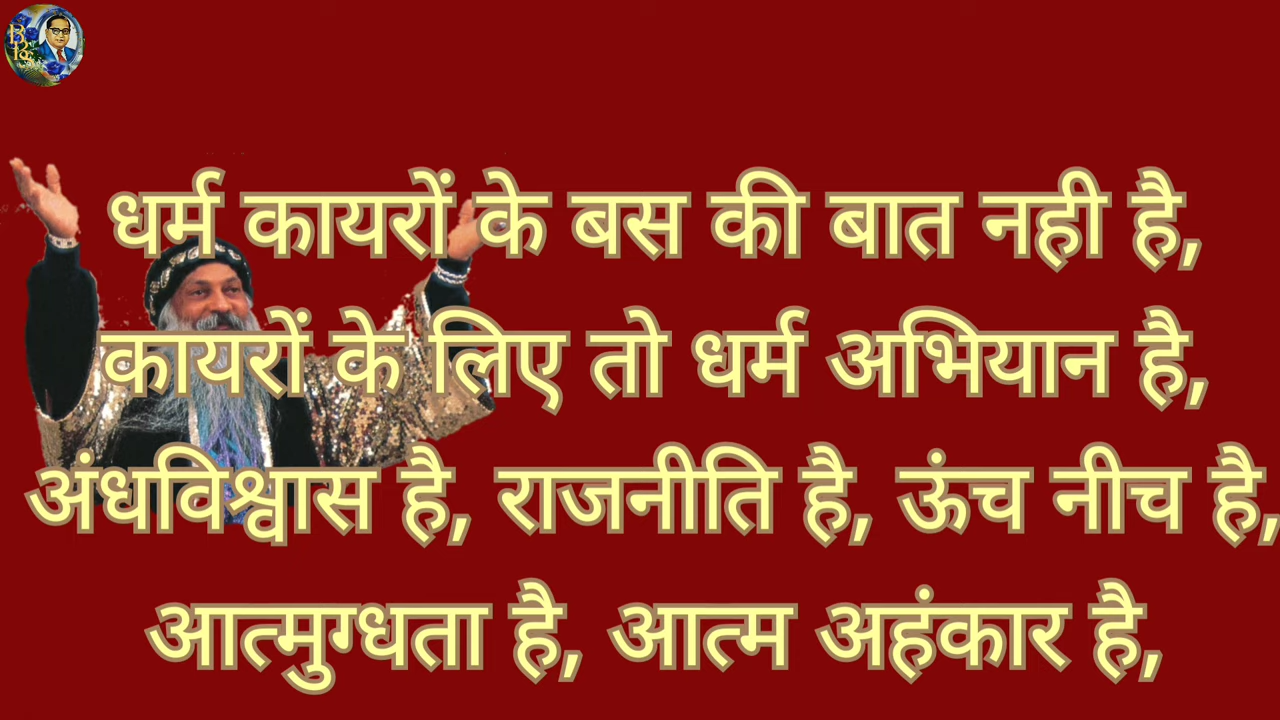 धर्म कायरों के बस की बात नही है,
कायरों के लिए तो धर्म अभियान है,
अंधविश्वास है, राजनीति है, ऊंच नीच है,
आत्मुग्धता है, आत्म अहंकार है,